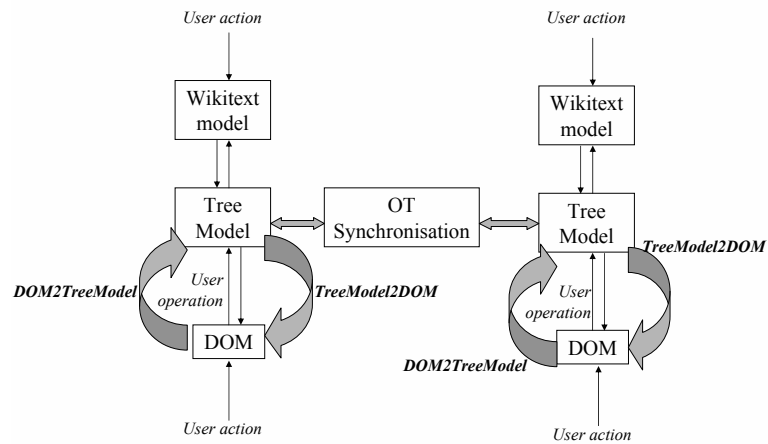 User action
User action
Wikitext
model
Wikitext
model
Tree
Model
OT
Synchronisation
Tree
Model
TreeModel2DOM
User
operation
DOM2TreeModel
TreeModel2DOM
User
operation
DOM
DOM
DOM2TreeModel
User action
User action